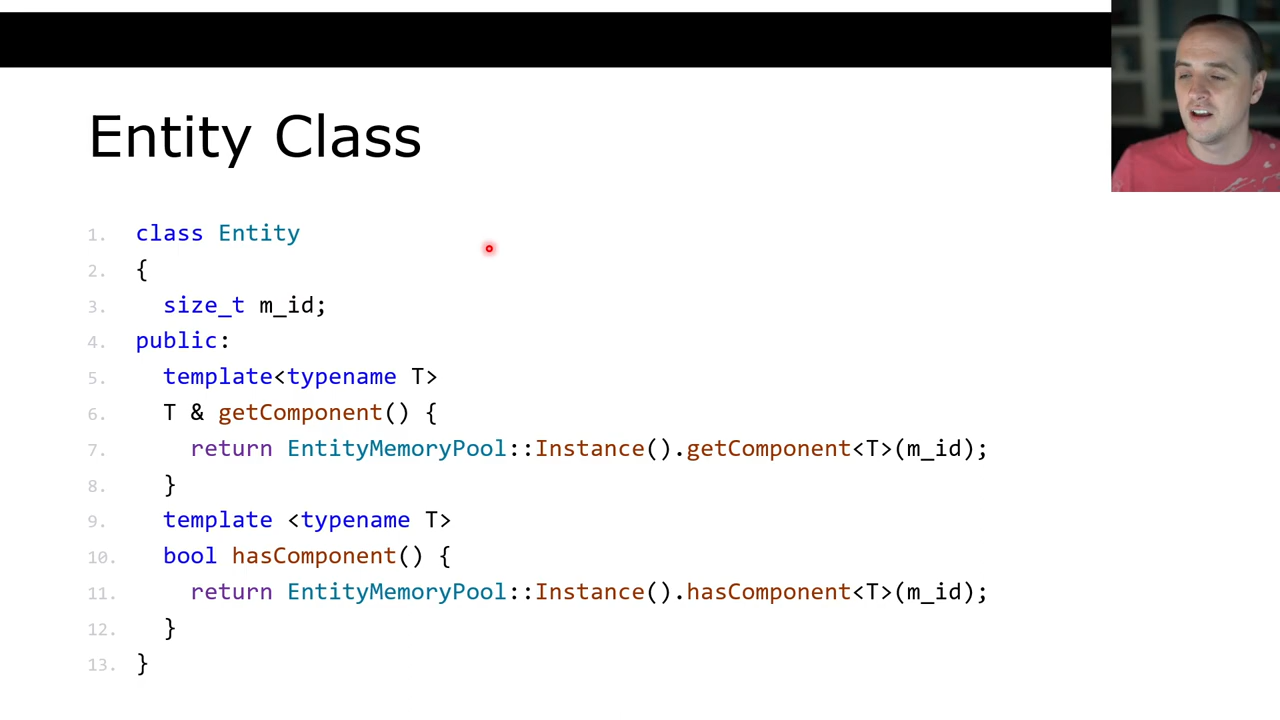 Entity Class
1. class Entity
2. {
3. size_t m_id;
4. public:
5. template<typename T>
6. T & getComponent() {
7. return EntityMemoryPool::Instance().getComponent<T>(m_id);
8. }
9. template <typename T>
10. bool hasComponent() {
11. return EntityMemoryPool::Instance().hasComponent<T>(m_id);
12. }
13. }